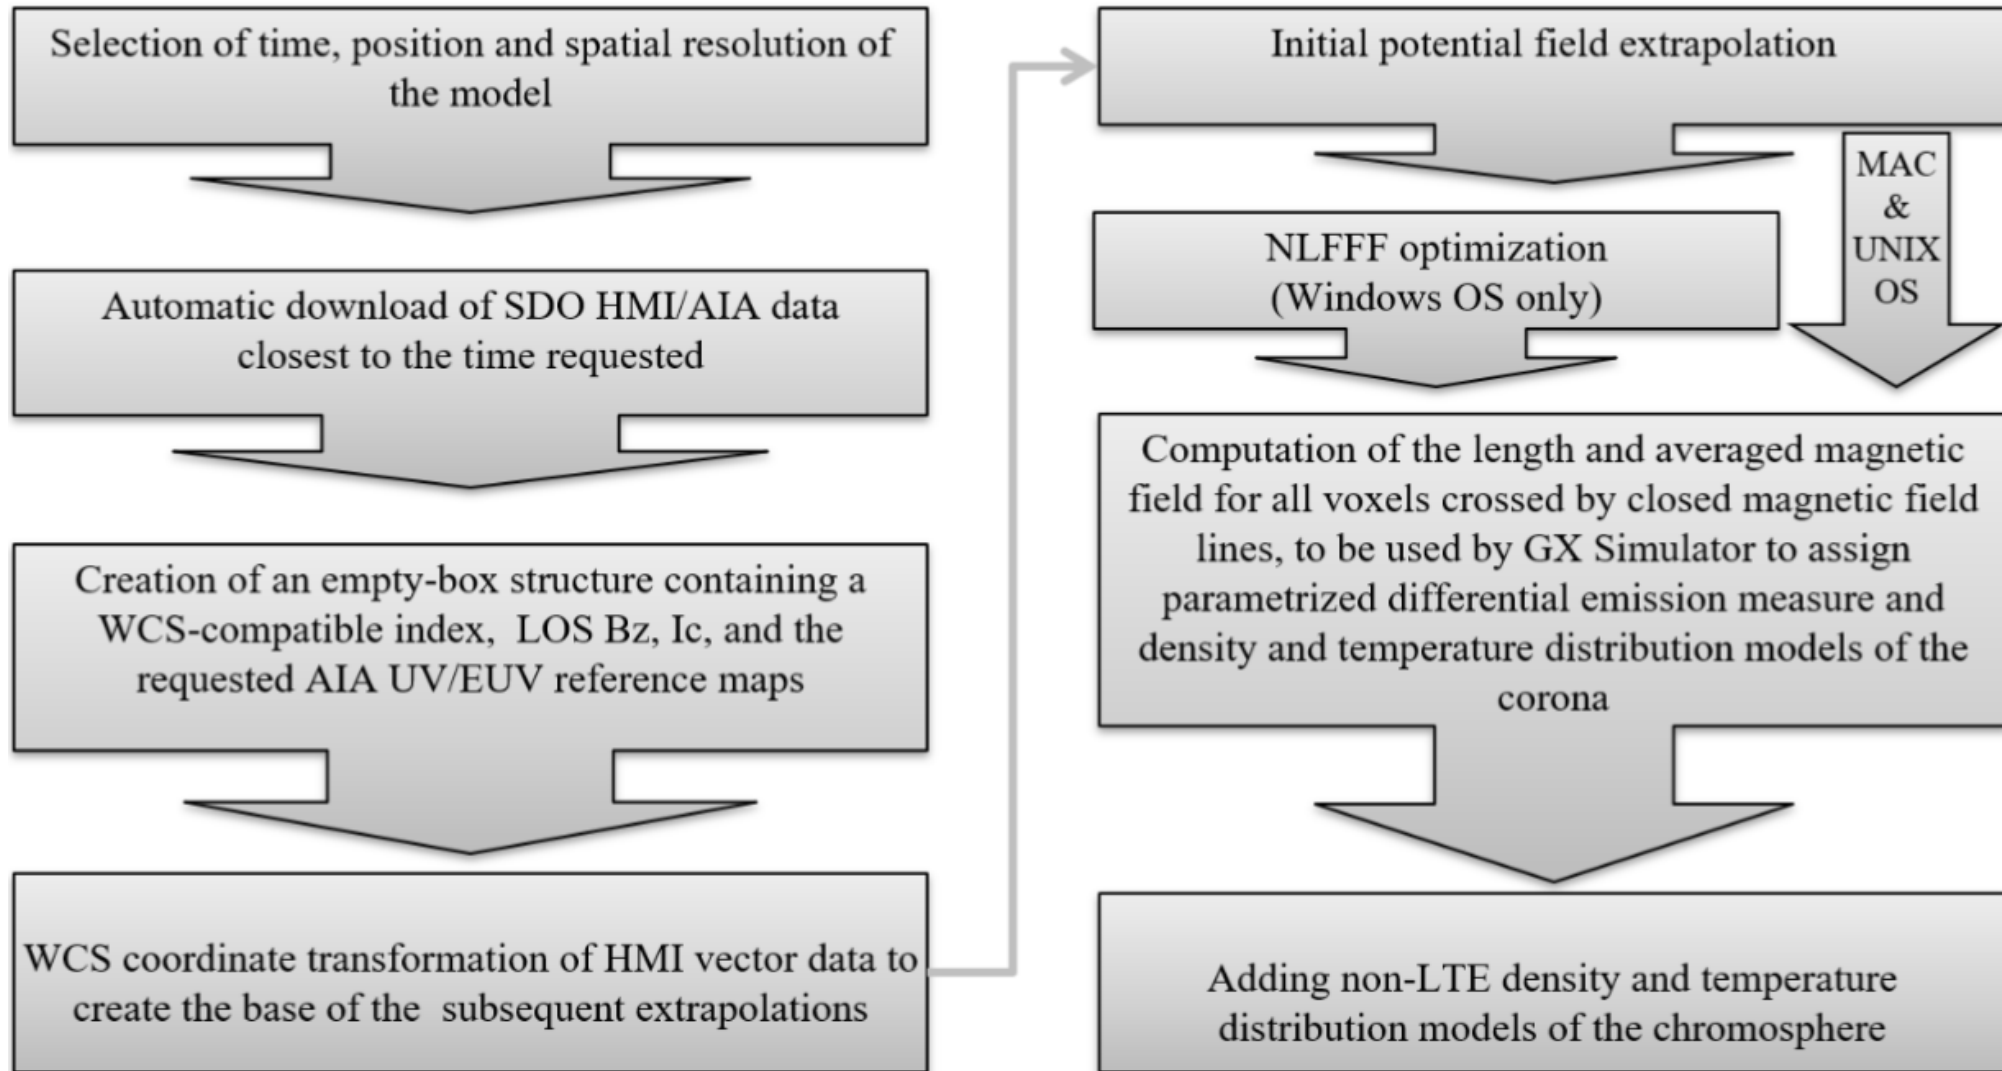 Selection of time, position and spatial resolution of
the model
Automatic download of SDO HMI/AIA data
closest to the time requested
Creation of an empty-box structure containing a
WCS-compatible index, LOS Bz, Ic, and the
requested AIA UV/EUV reference maps
WCS coordinate transformation of HMI vector data to
create the base of the subsequent extrapolations
Initial potential field extrapolation
MAC
&
UNIX
OS
NLFFF optimization
(Windows OS only)
Computation of the length and averaged magnetic
field for all voxels crossed by closed magnetic field
lines, to be used by GX Simulator to assign
parametrized differential emission measure and
density and temperature distribution models of the
corona
Adding non-LTE density and temperature
distribution models of the chromosphere